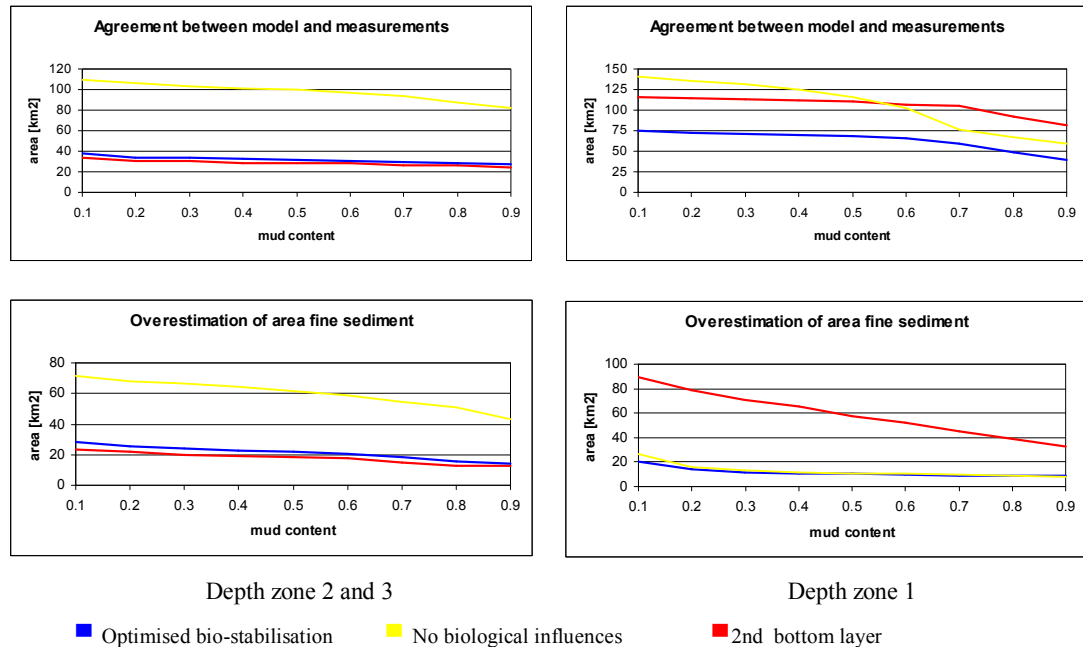 Agreement between model and measurements
120
100
80
60
40
20
0
area [km2]
0.1 0.2 0.3 0.4 0.5 0.6 0.7 0.8 0.9
mud content
Agreement between model and measurements
150
125
100
75
50
25
0
area [km2]
0.1 0.2 0.3 0.4 0.5 0.6 0.7 0.8 0.9
mud content
Overestimation of area fine sediment
80
60
40
20
0
area [km2]
0.1 0.2 0.3 0.4 0.5 0.6 0.7 0.8 0.9
mud content
Overestimation of area fine sediment
100
80
60
40
20
0
area [km2]
0.1 0.2 0.3 0.4 0.5 0.6 0.7 0.8 0.9
mud content
Depth zone 2 and 3
Depth zone 1
Optimised bio-stabilisation
No biological influences
2nd bottom layer